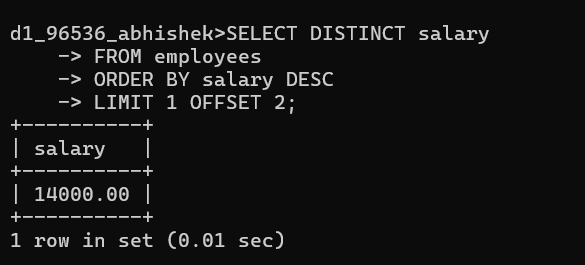 d1_96536_abhishek>SELECT DISTINCT salary
    -> FROM employees
    -> ORDER BY salary DESC
    -> LIMIT 1 OFFSET 2;
+----------+
| salary   |
+----------+
| 14000.00 |
+----------+
1 row in set (0.01 sec)